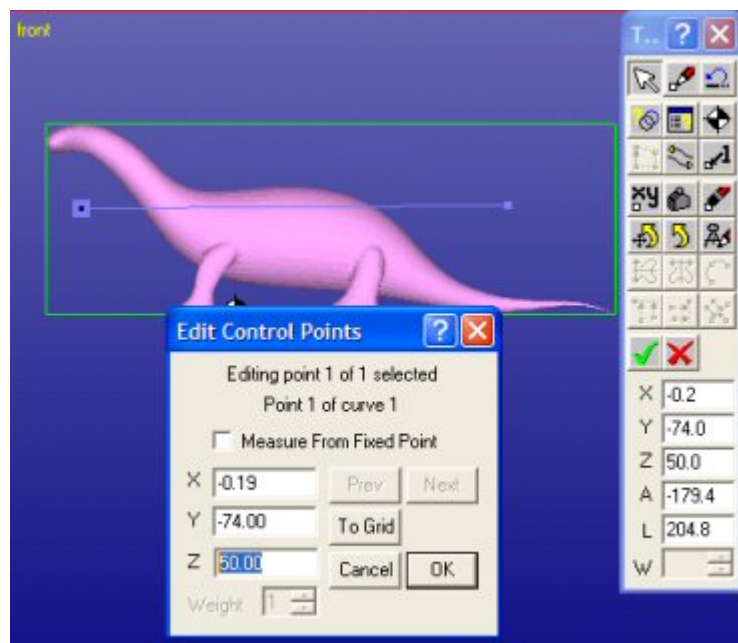 front
T..
Edit Control Points
Editing point 1 of 1 selected
Point 1 of curve 1
Measure From Fixed Point
X -0.19 Prev Next
Y -74.00 To Grid
Z 50.00 Cancel OK
Weight 1
xy
1
X -0.2
Y -74.0
Z 50.0
A -179.4
L 204.8
W